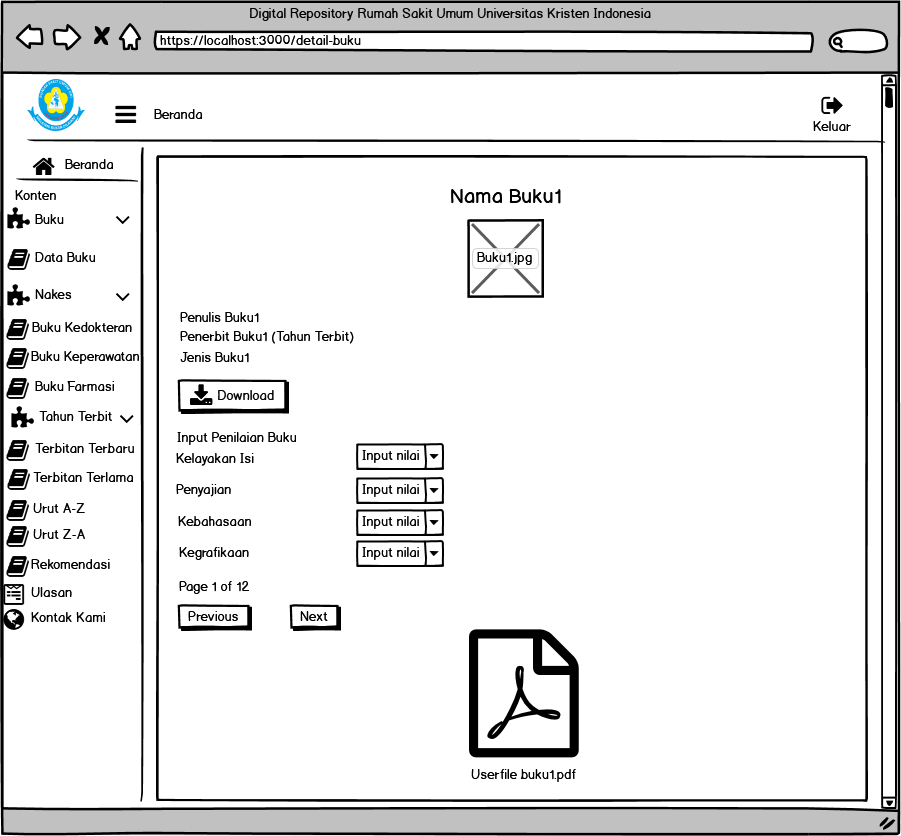 Digital Repository Rumah Sakit Umum Universitas Kristen Indonesia
https://localhost:3000/detail-buku
Beranda
Keluar
Beranda
Konten
Buku
Data Buku
Nakes
Buku Kedokteran
Buku Keperawatan
Buku Farmasi
Tahun Terbit
Terbitan Terbaru
Terbitan Terlama
Urut A-Z
Urut Z-A
Rekomendasi
Ulasan
Kontak Kami
Nama Buku1
Buku1.jpg
Penulis Buku1
Penerbit Buku1 (Tahun Terbit)
Jenis Buku1
Download
Input Penilaian Buku
Kelayakan Isi Input nilai
Penyajian Input nilai
Kebahasaan Input nilai
Kegrafikaan Input nilai
Page 1 of 12
Previous Next
Userfile.buku1.pdf